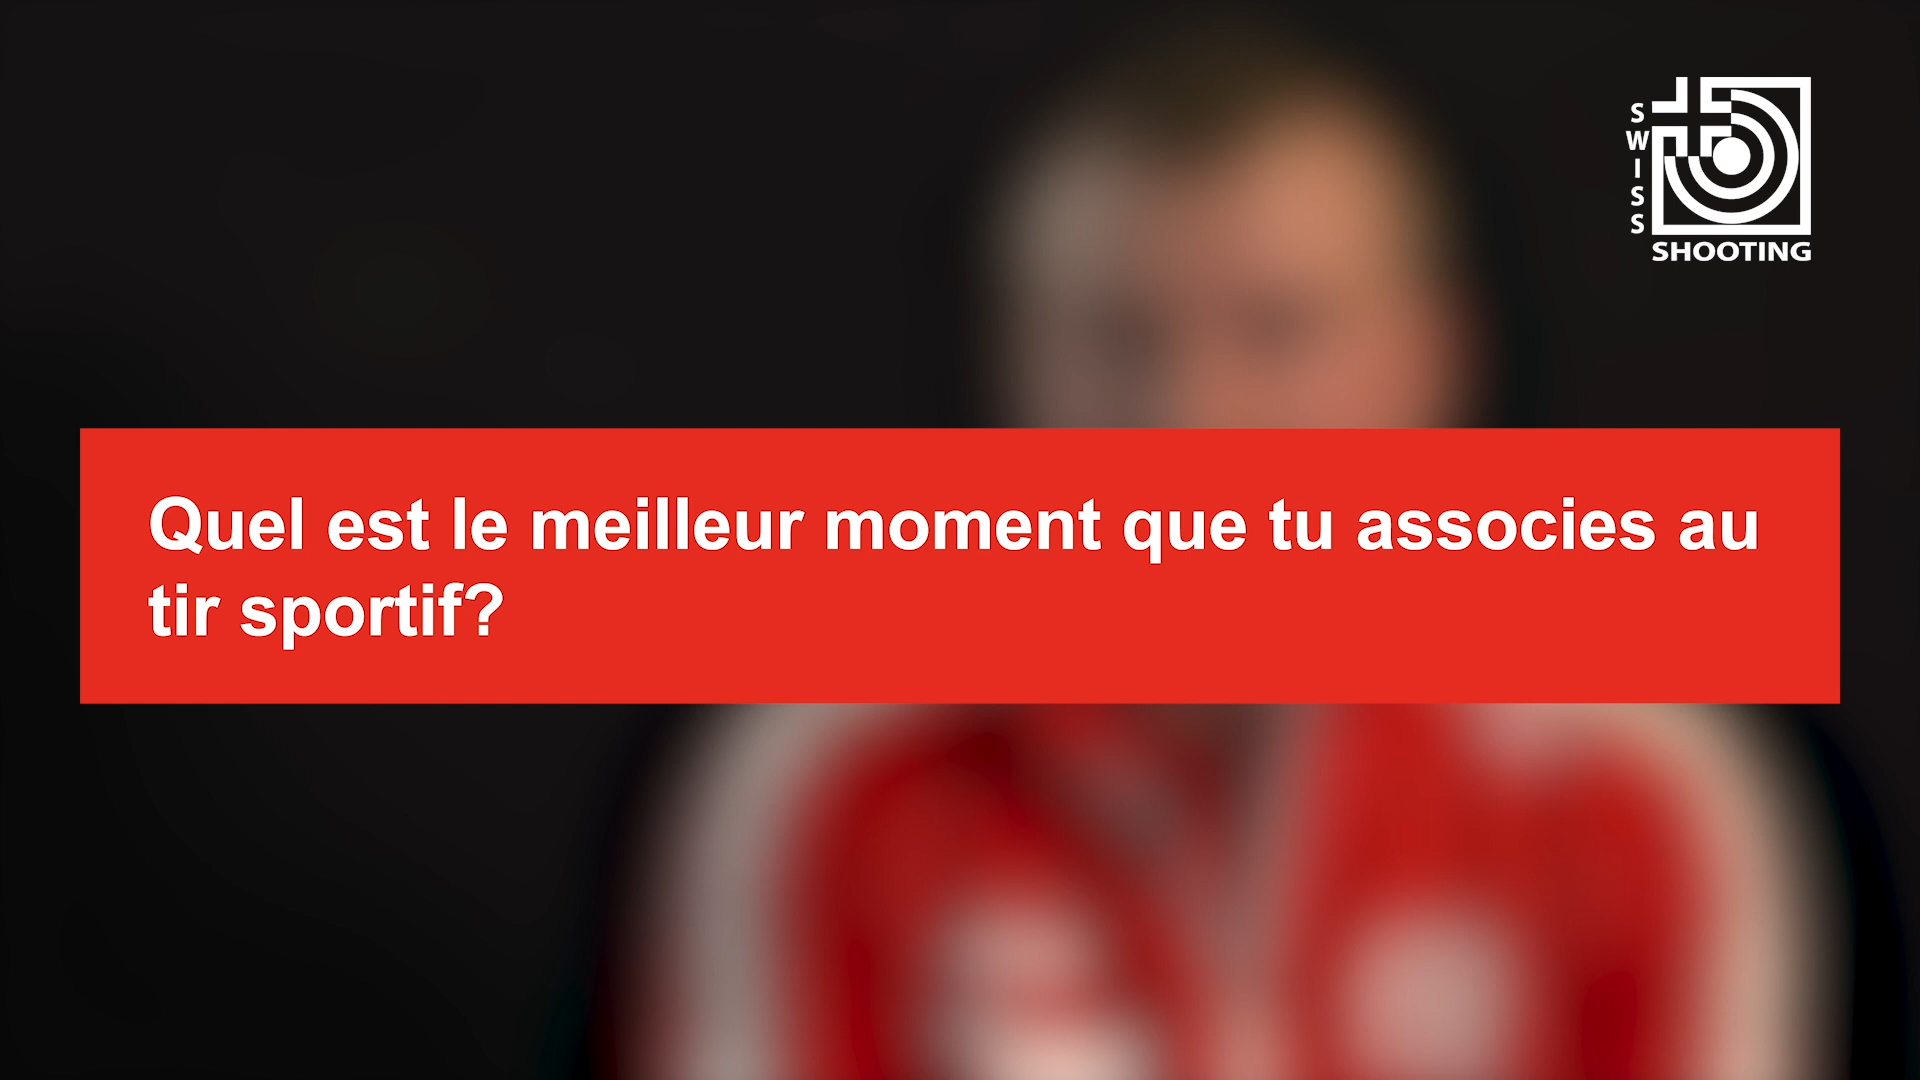 SWISS
SHOOTING
Quel est le meilleur moment que tu associes au
tir sportif?